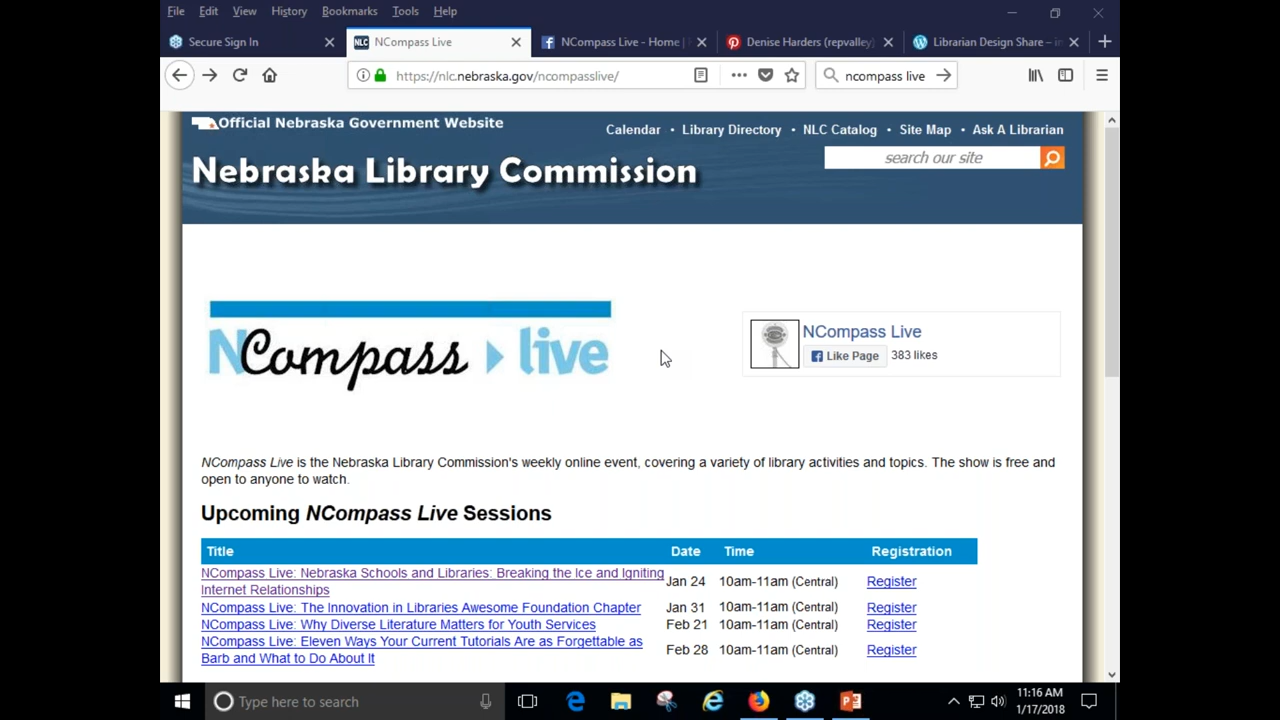 File Edit View History Bookmarks Tools Help
Secure Sign In
NCompass Live
NCompass Live - Home |
Denise Harders (repvalley)
Librarian Design Share – i
https://nlc.nebraska.gov/ncompasslive/
ncompass live
Official Nebraska Government Website
Calendar • Library Directory • NLC Catalog • Site Map • Ask A Librarian
Nebraska Library Commission
search our site
NCompass live
NCompass Live
Like Page 383 likes
NCompass Live is the Nebraska Library Commission's weekly online event, covering a variety of library activities and topics. The show is free and
open to anyone to watch.
Upcoming NCompass Live Sessions
Title Date Time Registration
NCompass Live: Nebraska Schools and Libraries: Breaking the Ice and Igniting
Internet Relationships Jan 24 10am-11am (Central) Register
NCompass Live: The Innovation in Libraries Awesome Foundation Chapter Jan 31 10am-11am (Central) Register
NCompass Live: Why Diverse Literature Matters for Youth Services Feb 21 10am-11am (Central) Register
NCompass Live: Eleven Ways Your Current Tutorials Are as Forgettable as
Barb and What to Do About It Feb 28 10am-11am (Central) Register
Type here to search
11:16 AM
1/17/2018